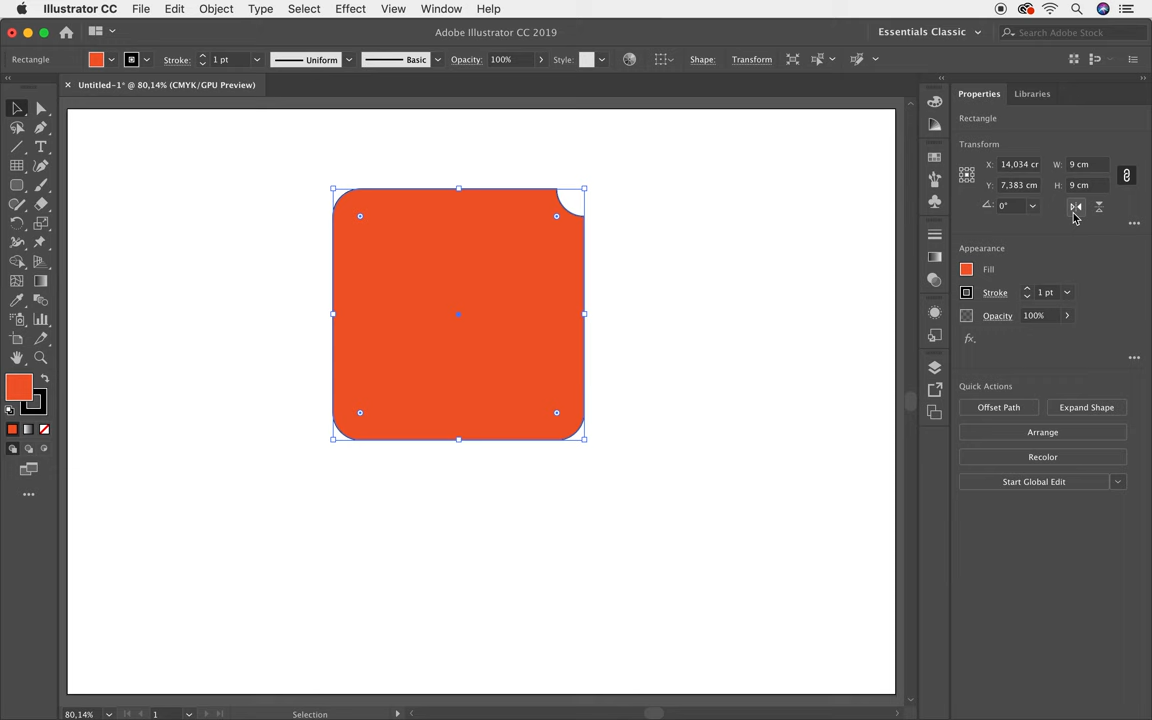 Illustrator CC File Edit Object Type Select Effect View Window Help
Adobe Illustrator CC 2019 Essentials Classic Search Adobe Stock
Rectangle Stroke: 1 pt Uniform Basic Opacity: 100% Style: Shape: Transform
× Untitled-1* @ 80,14% (CMYK/GPU Preview)
Properties Libraries
Rectangle
Transform
X: 14,034 cr W: 9 cm
Y: 7,383 cm H: 9 cm
0°
Appearance
Fill
Stroke 1 pt
Opacity 100%
fx.
Quick Actions
Offset Path Expand Shape
Arrange
Recolor
Start Global Edit
80,14% 1 Selection